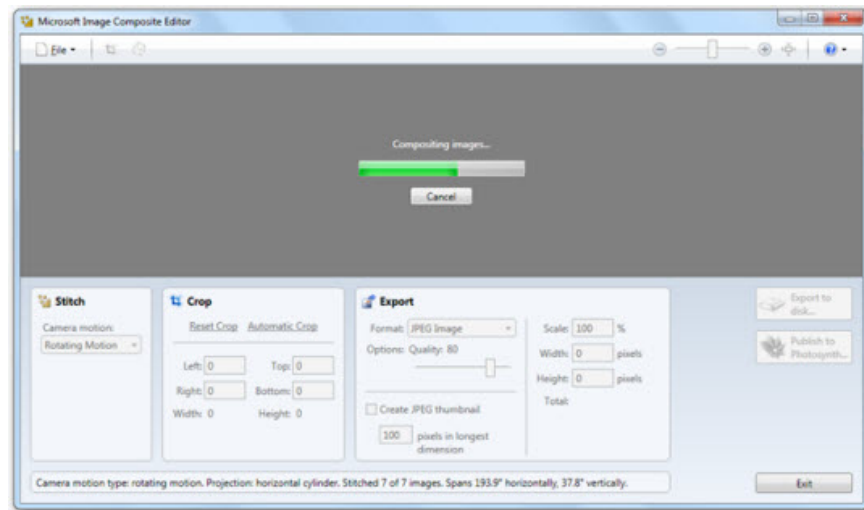 Microsoft Image Composite Editor
File
Compositing images...
Cancel
Stitch
Camera motion:
Rotating Motion
Crop
Reset Crop Automatic Crop
Left: 0 Top: 0
Right: 0 Bottom: 0
Width: 0 Height: 0
Export
Format: JPEG Image
Options: Quality: 80
Create JPEG thumbnail
100 pixels in longest
dimension
Scale: 100 %
Width: 0 pixels
Height: 0 pixels
Total:
Export to
disk...
Publish to
Photosynth...
Camera motion type: rotating motion. Projection: horizontal cylinder. Stitched 7 of 7 images. Spans 193.9° horizontally, 37.8° vertically.
Exit